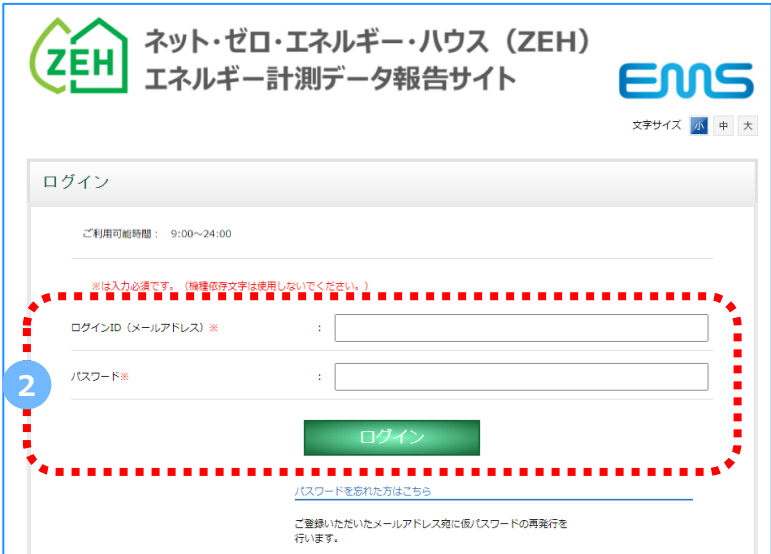 ZEH
ネット・ゼロ・エネルギー・ハウス（ZEH）
エネルギー計測データ報告サイト
EMS
文字サイズ 小 中 大
ログイン
ご利用可能時間： 9:00～24:00
※は入力必須です。（機種依存文字は使用しないでください。）
ログインID（メールアドレス）※ ：
2
パスワード※ ：
ログイン
パスワードを忘れた方はこちら
ご登録いただいたメールアドレス宛に仮パスワードの再発行を
行います。